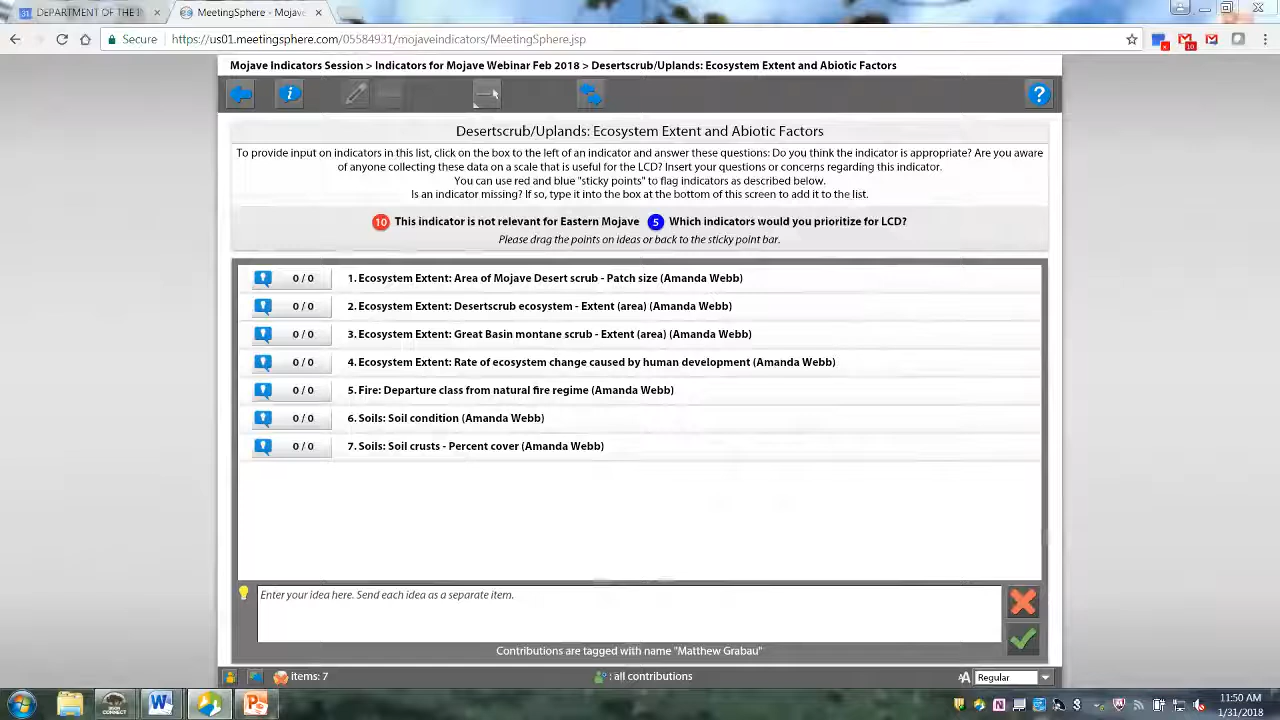 31 DEPARTMENT OF THE I
MeetingSphere - Mojave
Secure https://us01.meetingsphere.com/05584931/mojaveindicators/MeetingSphere.jsp
10
Mojave Indicators Session > Indicators for Mojave Webinar Feb 2018 > Desertscrub/Uplands: Ecosystem Extent and Abiotic Factors
Desertscrub/Uplands: Ecosystem Extent and Abiotic Factors
To provide input on indicators in this list, click on the box to the left of an indicator and answer these questions: Do you think the indicator is appropriate? Are you aware
of anyone collecting these data on a scale that is useful for the LCD? Insert your questions or concerns regarding this indicator.
You can use red and blue "sticky points" to flag indicators as described below.
Is an indicator missing? If so, type it into the box at the bottom of this screen to add it to the list.
10 This indicator is not relevant for Eastern Mojave 5 Which indicators would you prioritize for LCD?
Please drag the points on ideas or back to the sticky point bar.
0 / 0 1. Ecosystem Extent: Area of Mojave Desert scrub - Patch size (Amanda Webb)
0 / 0 2. Ecosystem Extent: Desertscrub ecosystem - Extent (area) (Amanda Webb)
0 / 0 3. Ecosystem Extent: Great Basin montane scrub - Extent (area) (Amanda Webb)
0 / 0 4. Ecosystem Extent: Rate of ecosystem change caused by human development (Amanda Webb)
0 / 0 5. Fire: Departure class from natural fire regime (Amanda Webb)
0 / 0 6. Soils: Soil condition (Amanda Webb)
0 / 0 7. Soils: Soil crusts - Percent cover (Amanda Webb)
Enter your idea here. Send each idea as a separate item.
Contributions are tagged with name "Matthew Grabau"
items: 7 : all contributions AA Regular
11:50 AM
1/31/2018